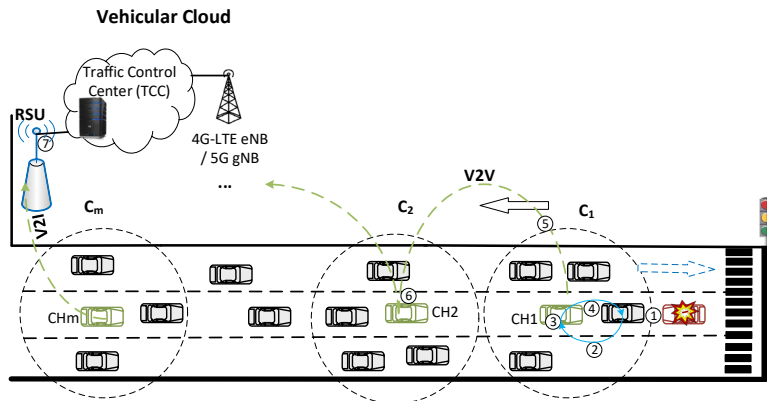 Vehicular Cloud
Traffic Control
Center (TCC)
RSU
⑦
4G-LTE eNB
/ 5G gNB
...
V2V
V2I
Cm
C2
C1
⑤
⑥
CHm
CH2
CH1
③
④
①
②